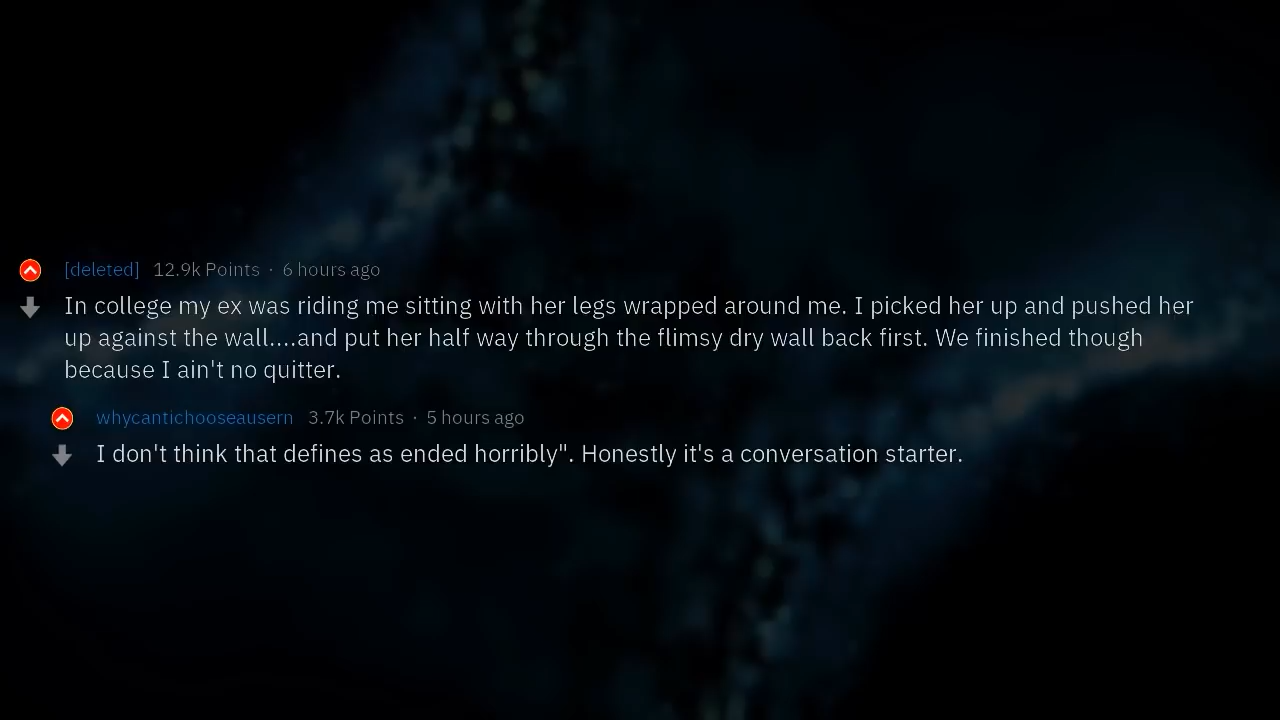 [deleted] 12.9k Points · 6 hours ago
In college my ex was riding me sitting with her legs wrapped around me. I picked her up and pushed her
up against the wall....and put her half way through the flimsy dry wall back first. We finished though
because I ain't no quitter.
whycantichooseausern 3.7k Points · 5 hours ago
I don't think that defines as ended horribly". Honestly it's a conversation starter.